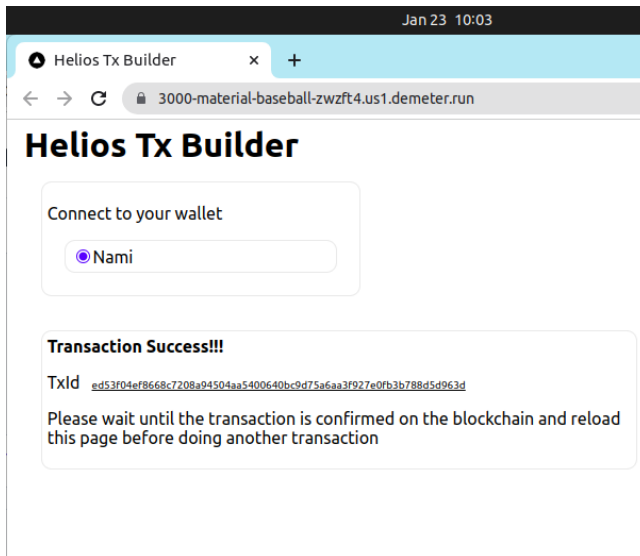 Jan 23 10:03
Helios Tx Builder
3000-material-baseball-zwzft4.us1.demeter.run
Helios Tx Builder
Connect to your wallet
Nami
Transaction Success!!!
TxId ed53f04ef8668c7208a94504aa5400640bc9d75a6aa3f927e0fb3b788d5d963d
Please wait until the transaction is confirmed on the blockchain and reload
this page before doing another transaction